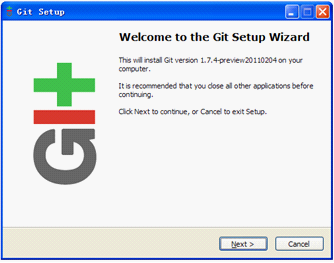 Git Setup
Welcome to the Git Setup Wizard
This will install Git version 1.7.4-preview20110204 on your
computer.
It is recommended that you close all other applications before
continuing.
Click Next to continue, or Cancel to exit Setup.
git
Next >
Cancel